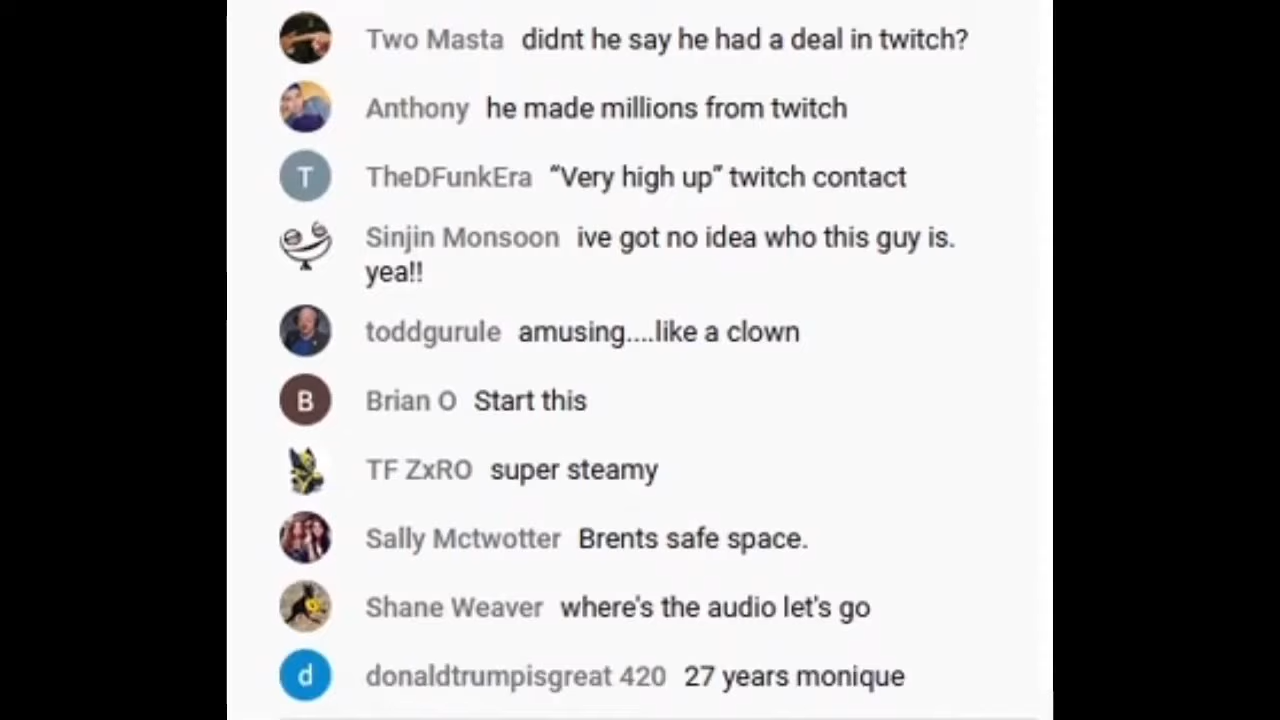 Two Masta didnt he say he had a deal in twitch?
Anthony he made millions from twitch
T TheDFunkEra “Very high up” twitch contact
Sinjin Monsoon ive got no idea who this guy is.
yea!!
toddgurule amusing....like a clown
B Brian O Start this
TF ZxRO super steamy
Sally Mctwotter Brents safe space.
Shane Weaver where's the audio let's go
d donaldtrumpisgreat 420 27 years monique